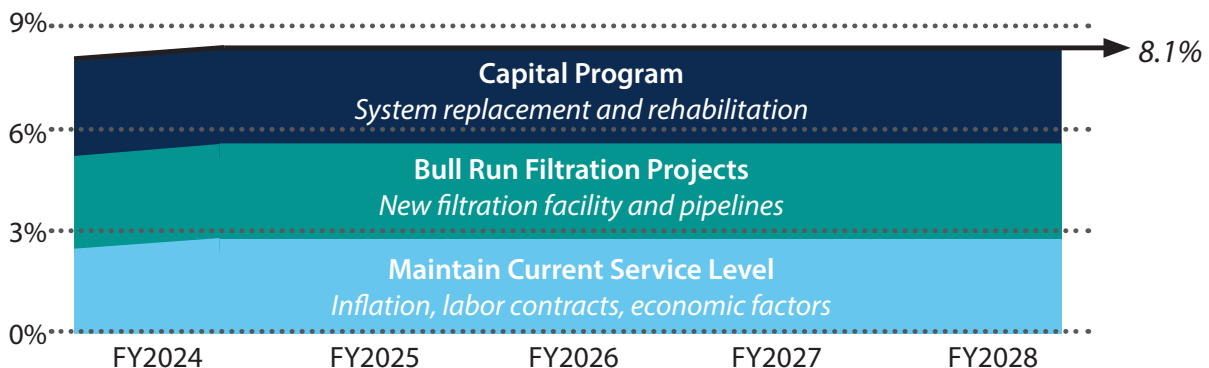 9%
8.1%
Capital Program
System replacement and rehabilitation
6%
Bull Run Filtration Projects
New filtration facility and pipelines
3%
Maintain Current Service Level
Inflation, labor contracts, economic factors
0%
FY2024 FY2025 FY2026 FY2027 FY2028